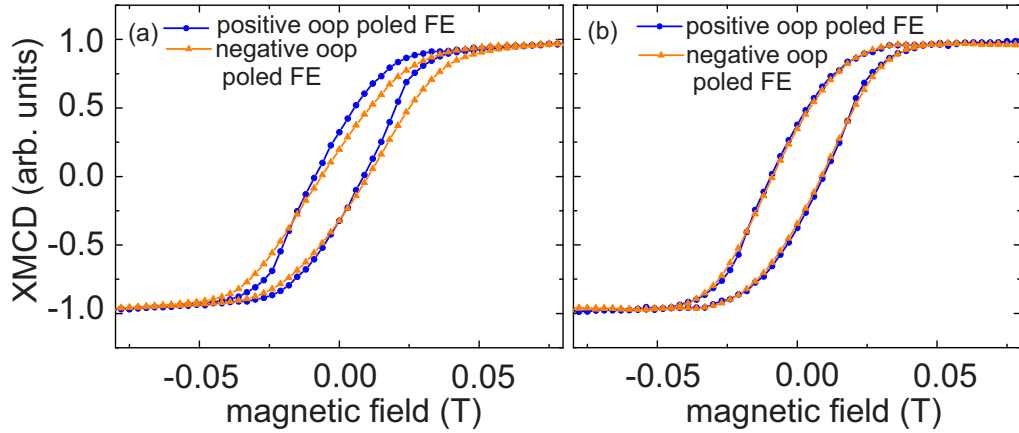 (a)
positive oop poled FE
negative oop
poled FE
(b)
positive oop poled FE
negative oop
poled FE
XMCD (arb. units)
1.0
0.5
0.0
-0.5
-1.0
-0.05 0.00 0.05
-0.05 0.00 0.05
magnetic field (T)
magnetic field (T)